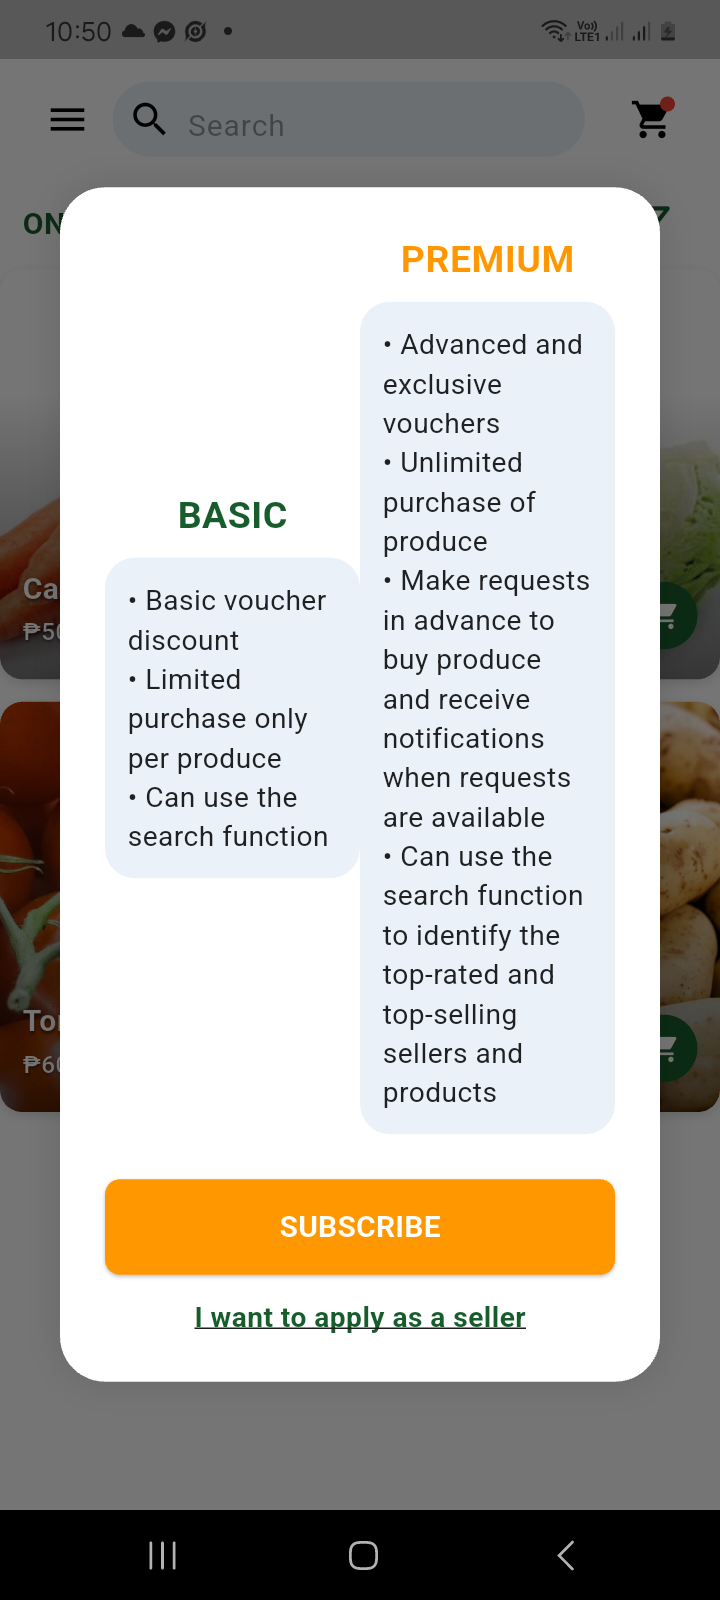 10:50
Vo))
LTE1
Search
ON
PREMIUM
• Advanced and
exclusive
vouchers
• Unlimited
purchase of
produce
• Make requests
in advance to
buy produce
and receive
notifications
when requests
are available
• Can use the
search function
to identify the
top-rated and
top-selling
sellers and
products
BASIC
• Basic voucher
discount
• Limited
purchase only
per produce
• Can use the
search function
Ca
₱50
To
₱60
SUBSCRIBE
I want to apply as a seller